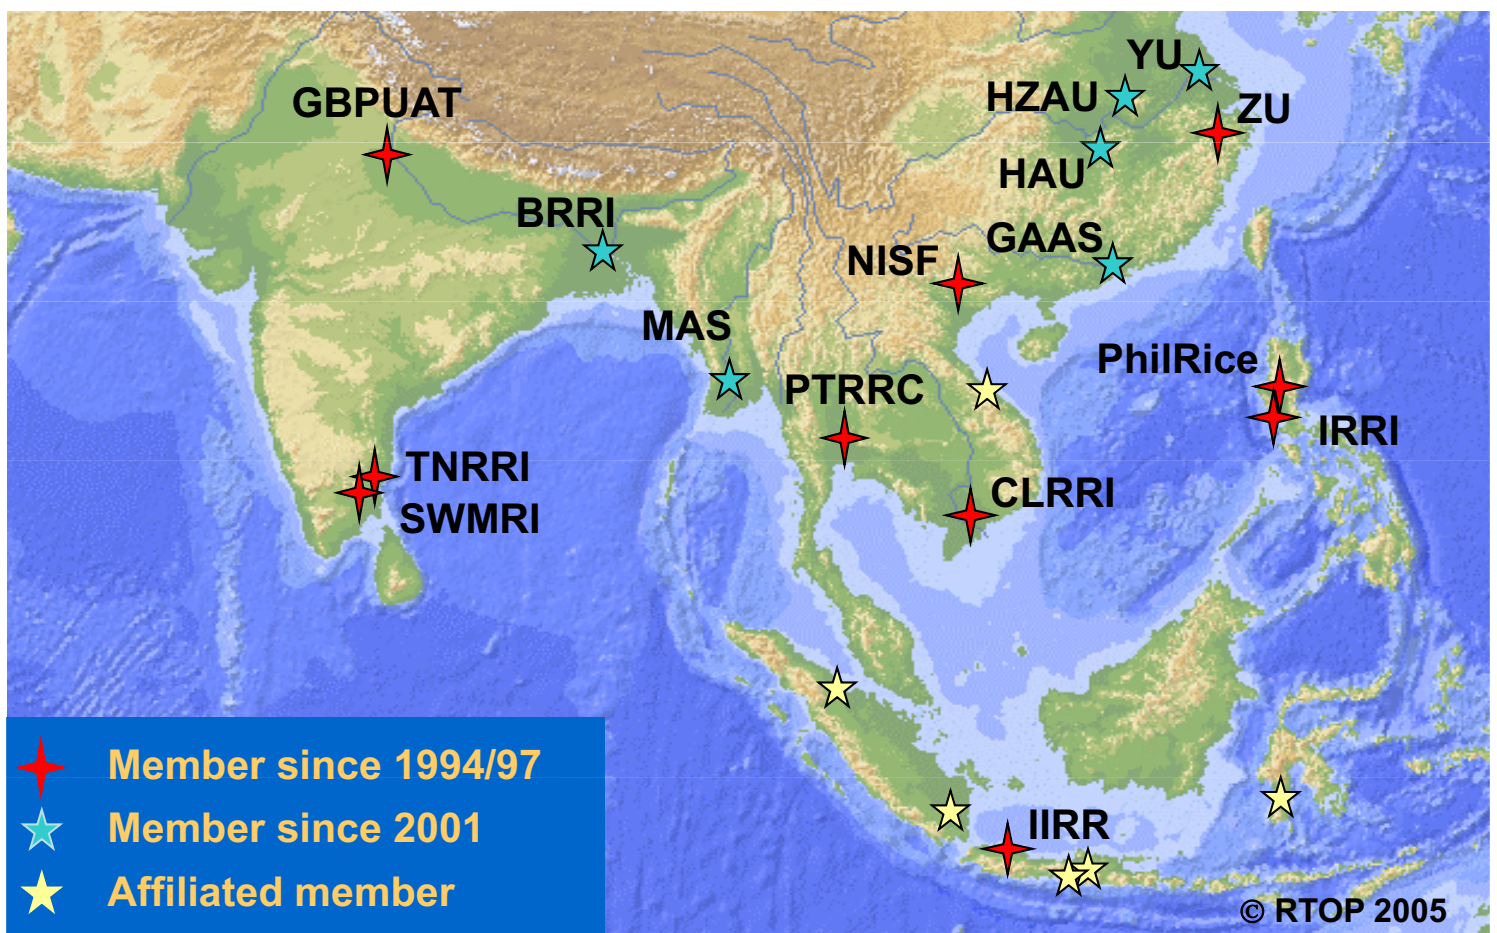 YU
HZAU
ZU
GBPUAT
HAU
BRRI
GAAS
NISF
MAS
PhilRice
PTRRC
IRRI
TNRRI
CLRRI
SWMRI
IIRR
Member since 1994/97
Member since 2001
Affiliated member
© RTOP 2005